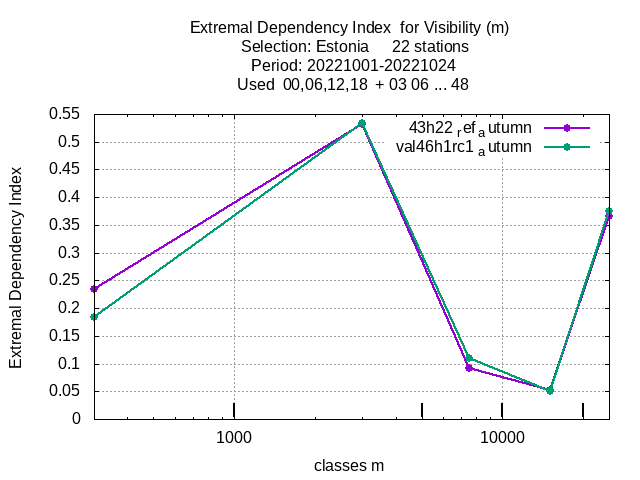 Extremal Dependency Index  for Visibility (m)
Selection: Estonia     22 stations
Period: 20221001-20221024
Used  00,06,12,18  + 03 06 ... 48
43h22 ref a utumn
val46h1rc1 a utumn
Extremal Dependency Index
0.55
0.5
0.45
0.4
0.35
0.3
0.25
0.2
0.15
0.1
0.05
0
1000
10000
classes m